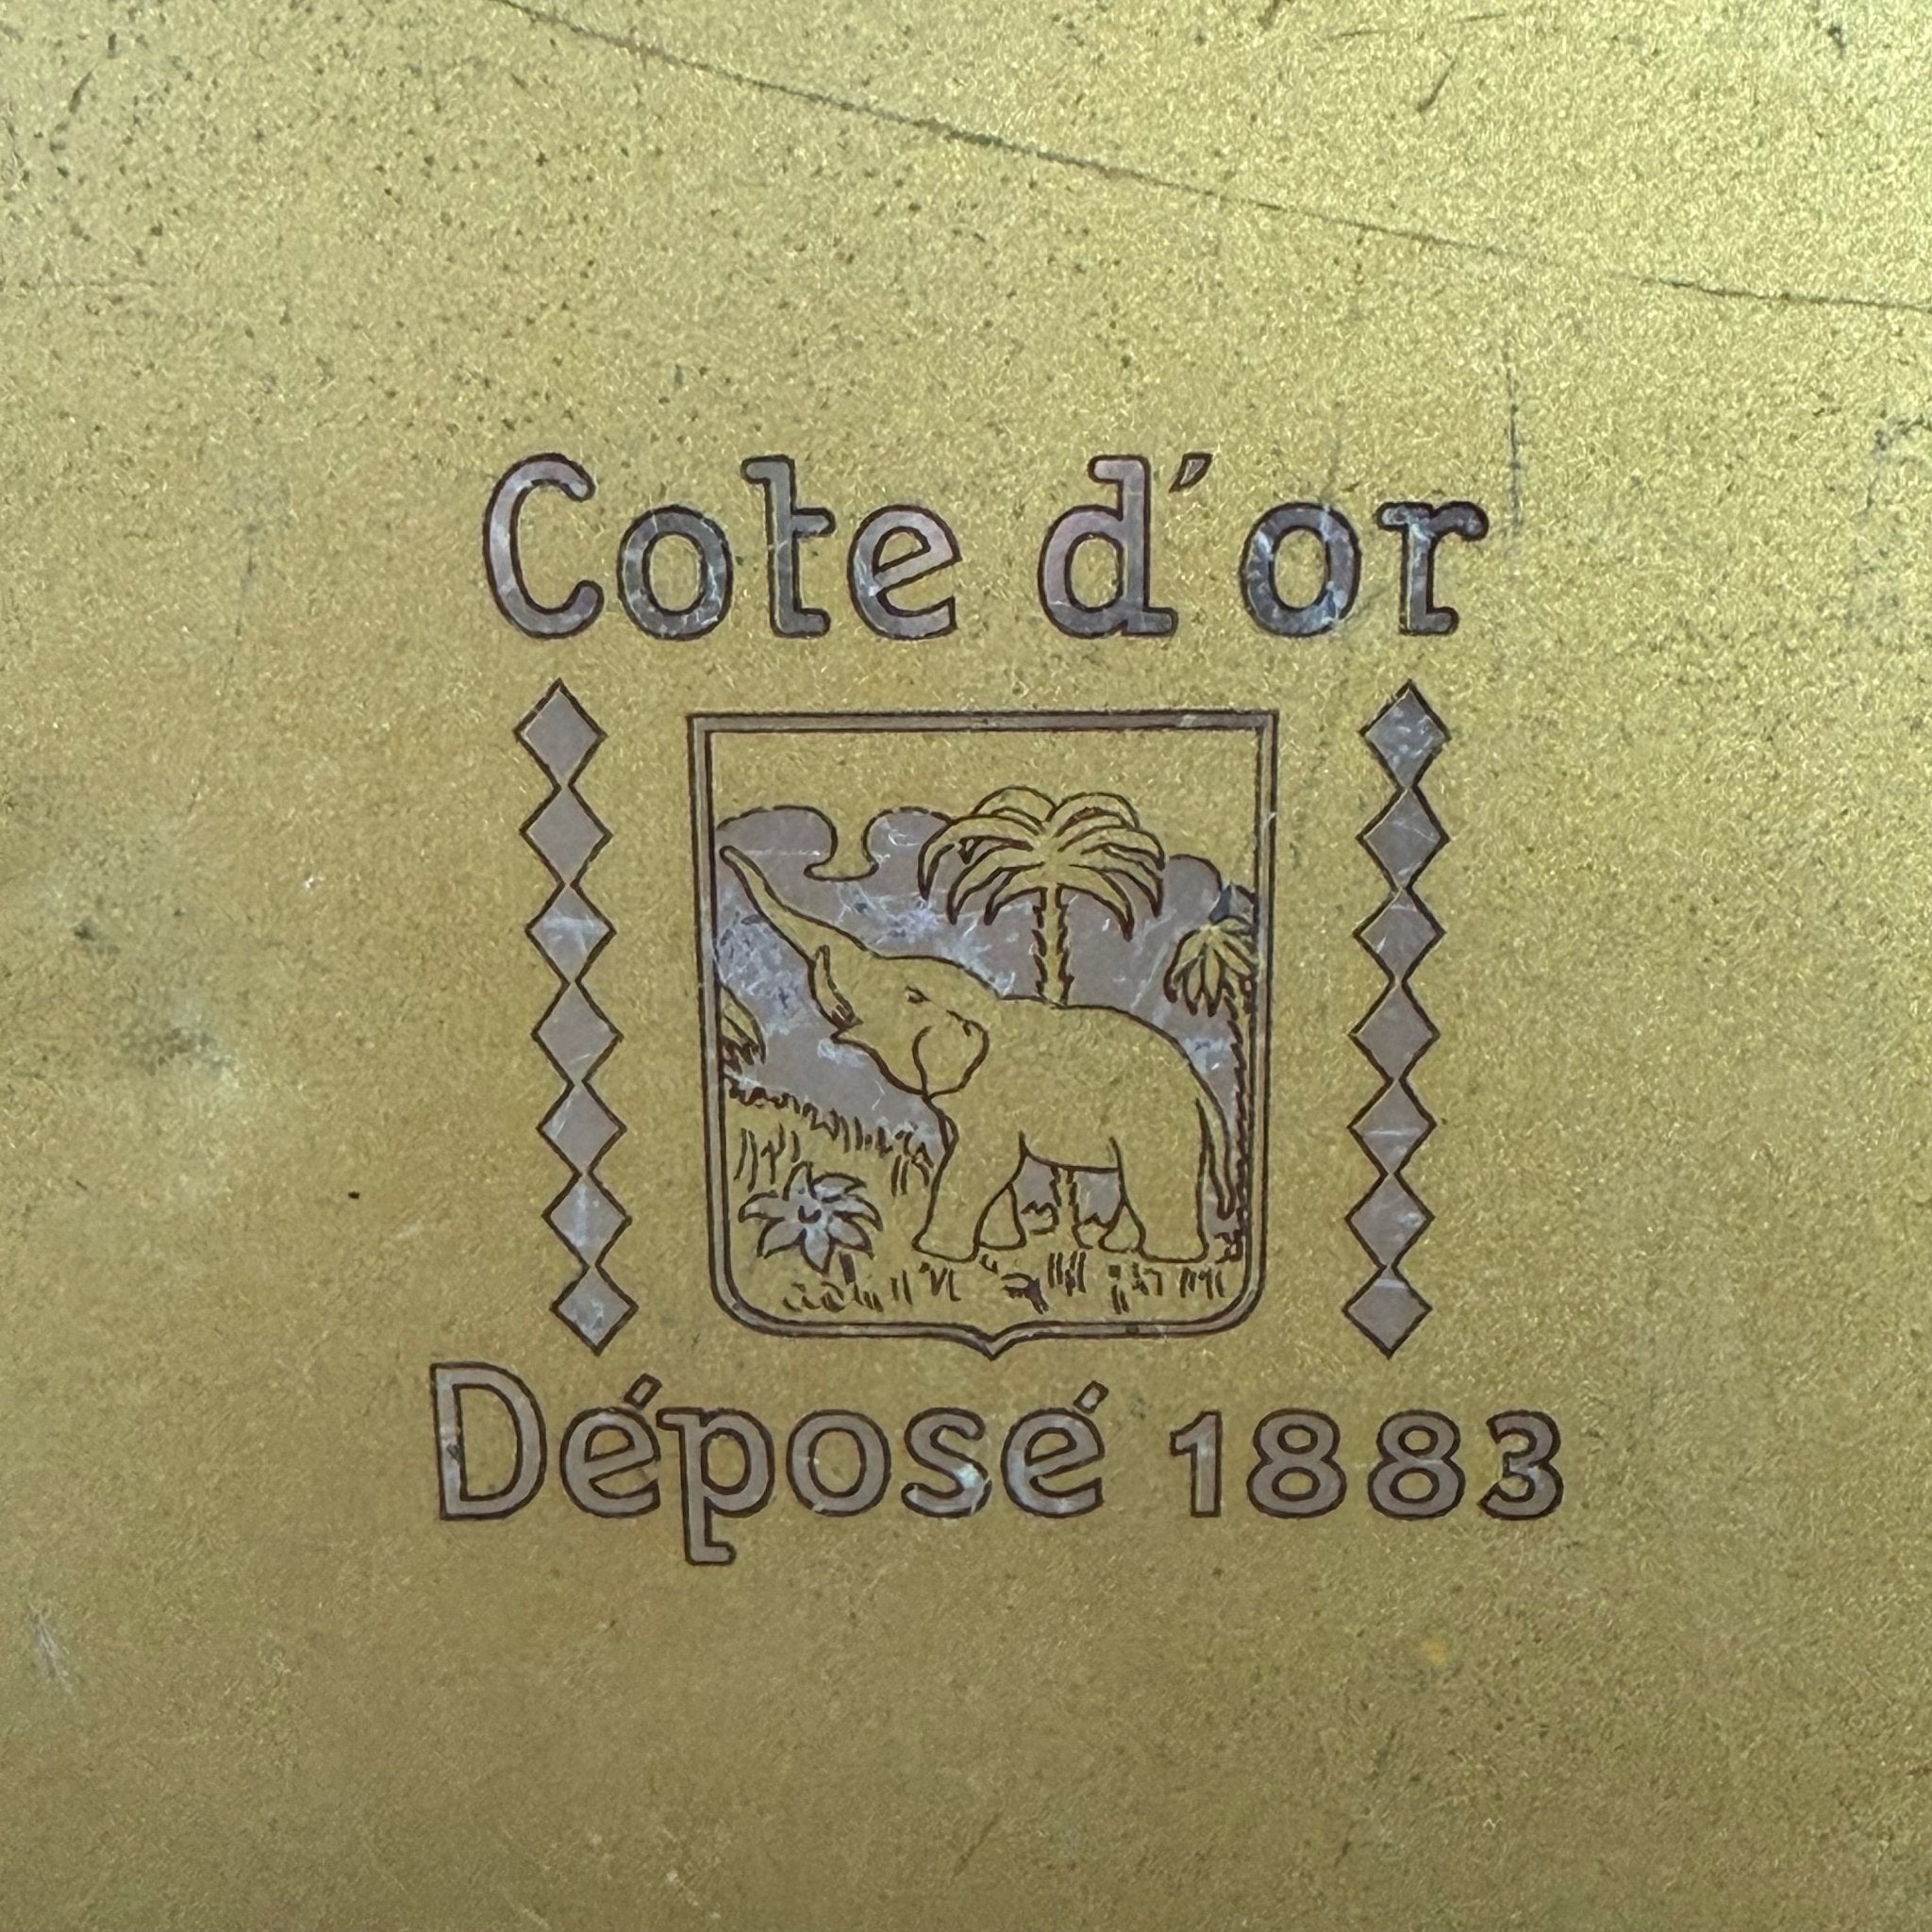 Cote d'or
Déposé 1883